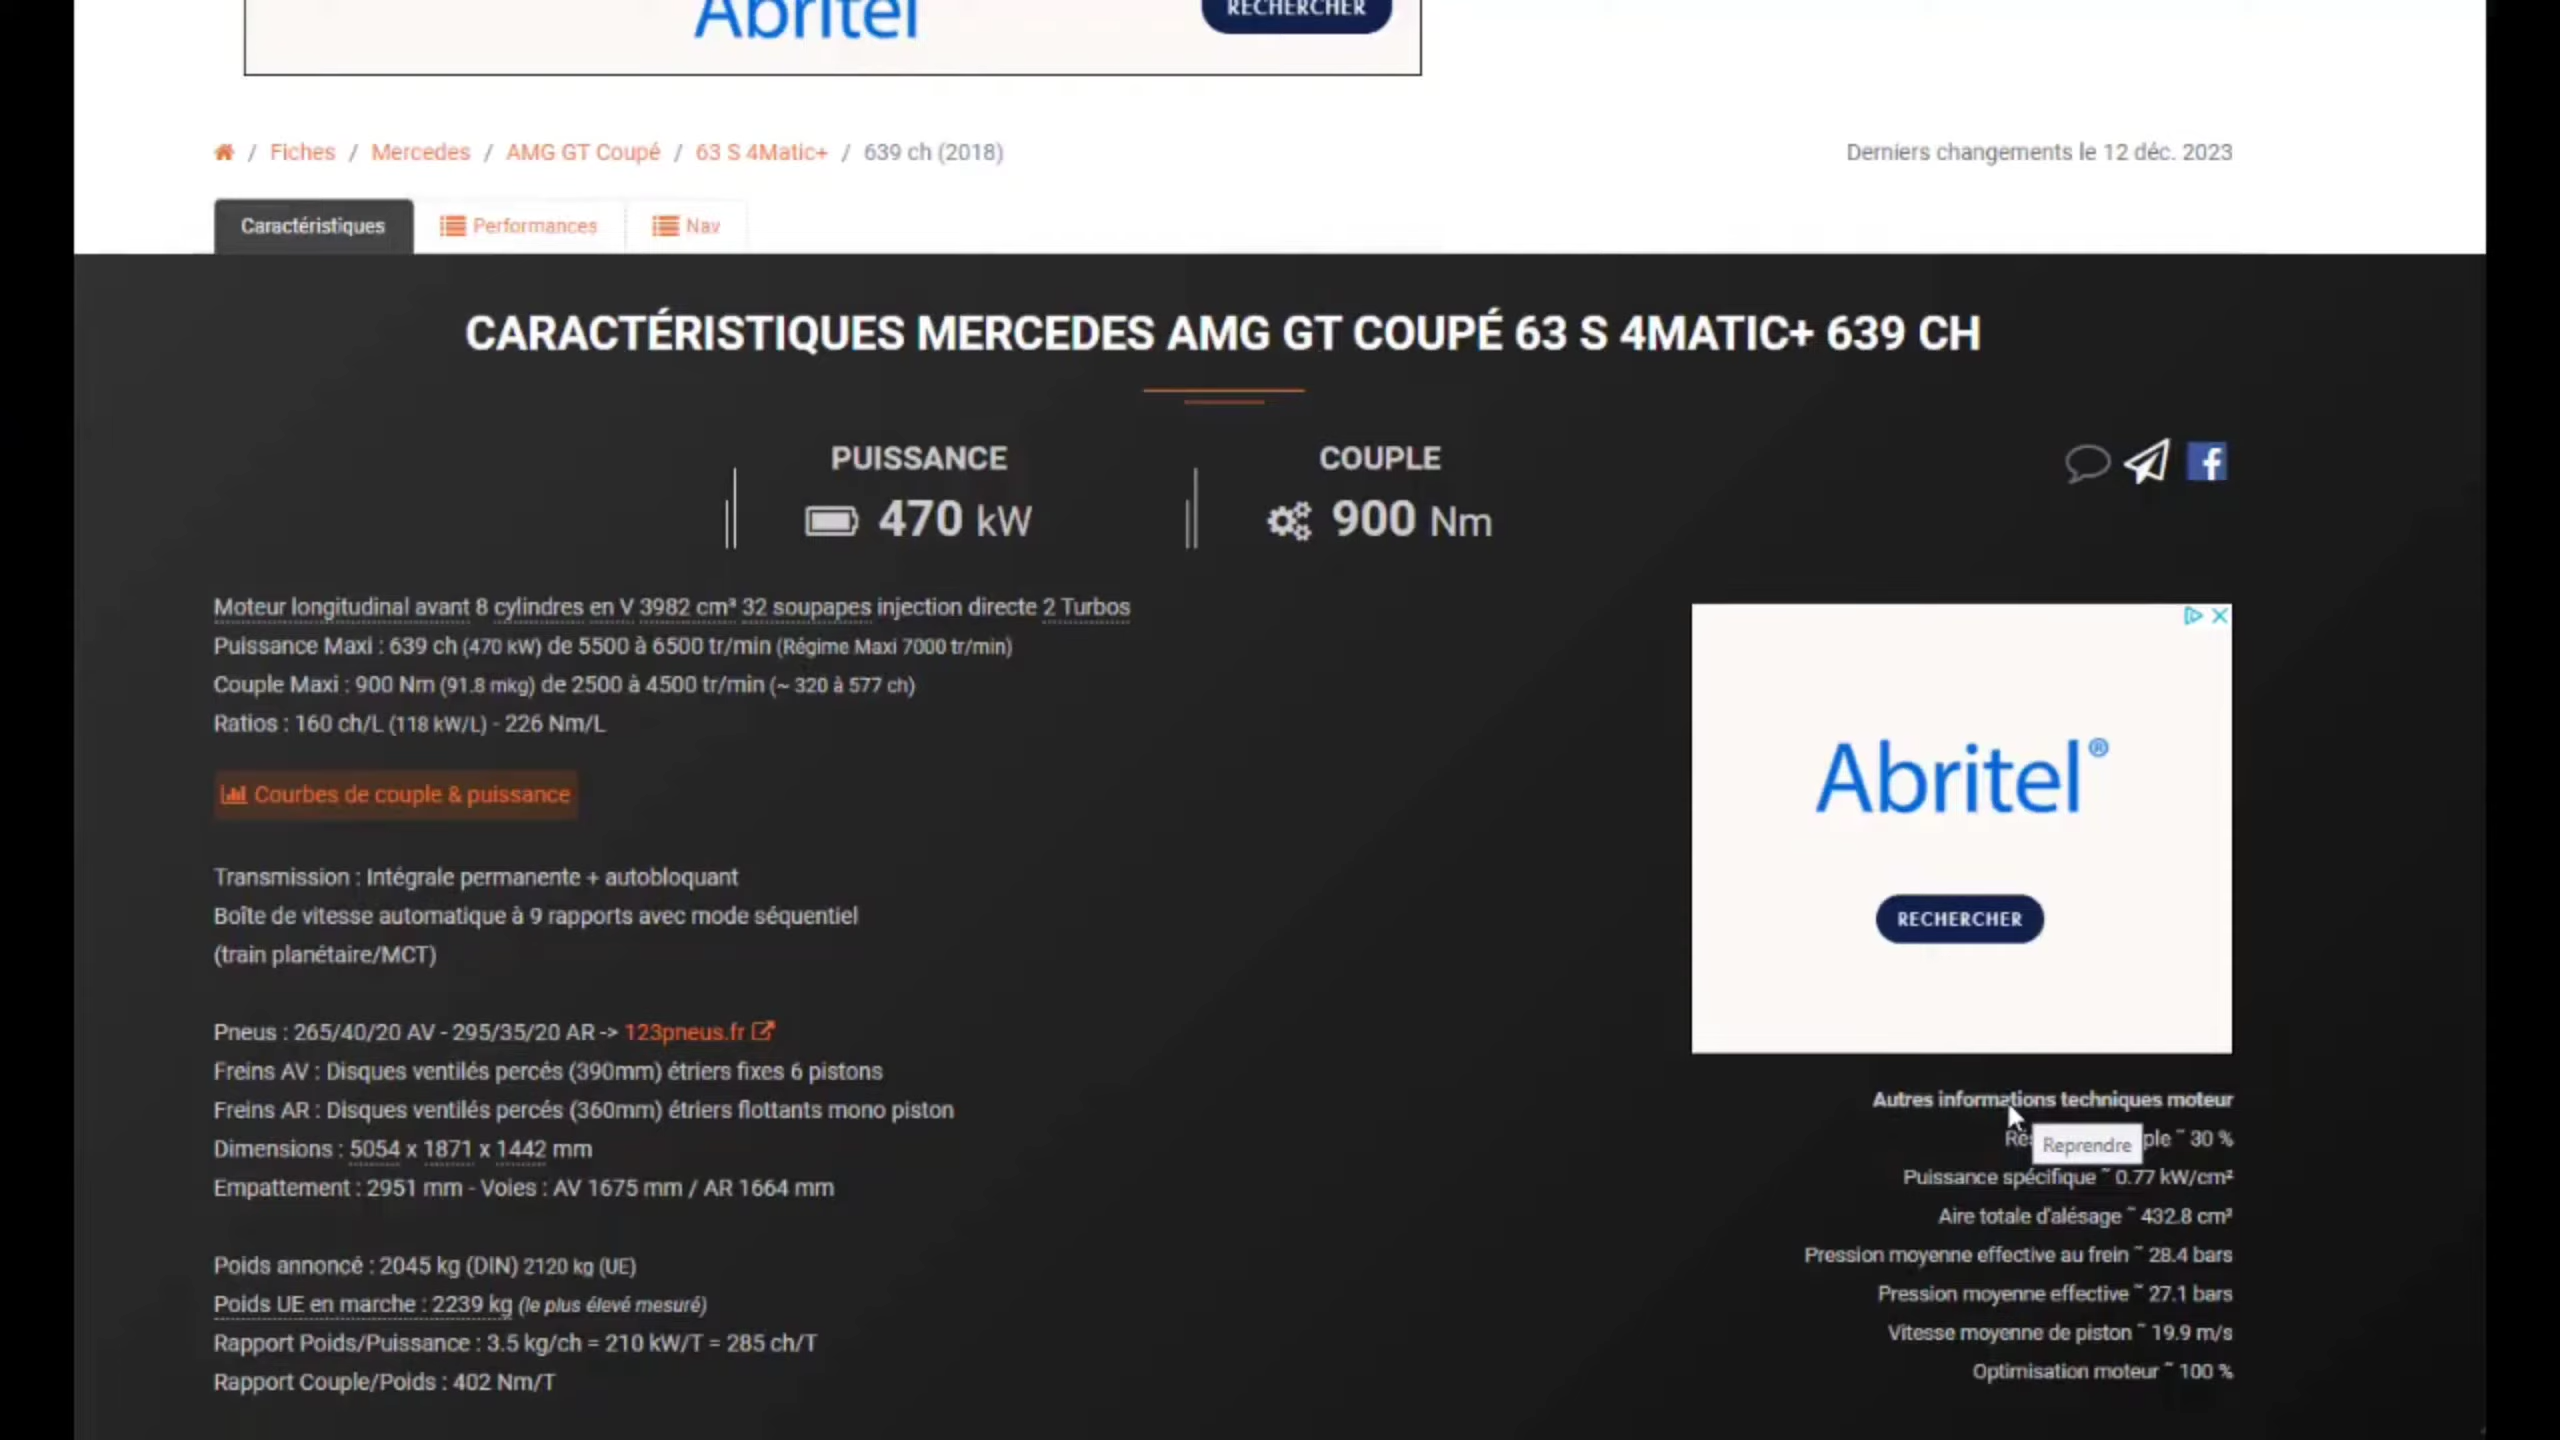 Abritel
RECHERCHER
/ Fiches / Mercedes / AMG GT Coupé / 63 S 4Matic+ / 639 ch (2018)
Derniers changements le 12 déc. 2023
Caractéristiques
Performances
Nav
CARACTÉRISTIQUES MERCEDES AMG GT COUPÉ 63 S 4MATIC+ 639 CH
PUISSANCE
470 kW
COUPLE
900 Nm
Moteur longitudinal avant 8 cylindres en V 3982 cm³ 32 soupapes injection directe 2 Turbos
Puissance Maxi : 639 ch (470 kW) de 5500 à 6500 tr/min (Régime Maxi 7000 tr/min)
Couple Maxi : 900 Nm (91.8 mkg) de 2500 à 4500 tr/min (~ 320 à 577 ch)
Ratios : 160 ch/L (118 kW/L) - 226 Nm/L
Courbes de couple & puissance
Transmission : Intégrale permanente + autobloquant
Boîte de vitesse automatique à 9 rapports avec mode séquentiel
(train planétaire/MCT)
Pneus : 265/40/20 AV - 295/35/20 AR -> 123pneus.fr
Freins AV : Disques ventilés percés (390mm) étriers fixes 6 pistons
Freins AR : Disques ventilés percés (360mm) étriers flottants mono piston
Dimensions : 5054 x 1871 x 1442 mm
Empattement : 2951 mm - Voies : AV 1675 mm / AR 1664 mm
Poids annoncé : 2045 kg (DIN) 2120 kg (UE)
Poids UE en marche : 2239 kg (le plus élevé mesuré)
Rapport Poids/Puissance : 3.5 kg/ch = 210 kW/T = 285 ch/T
Rapport Couple/Poids : 402 Nm/T
Abritel®
RECHERCHER
Autres informations techniques moteur
Reprendre
~ 30 %
Puissance spécifique ~ 0.77 kW/cm²
Aire totale d'alésage ~ 432.8 cm²
Pression moyenne effective au frein ~ 28.4 bars
Pression moyenne effective ~ 27.1 bars
Vitesse moyenne de piston ~ 19.9 m/s
Optimisation moteur ~ 100 %